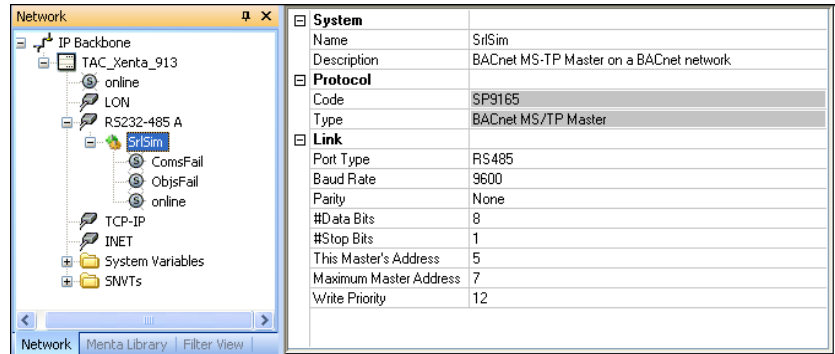 Network
IP Backbone
TAC_Xenta_913
online
LON
RS232-485 A
SrlSim
ComsFail
ObjsFail
online
TCP-IP
INET
System Variables
SNVTs
Network Menta Library Filter View
System
Name SrlSim
Description BACnet MS-TP Master on a BACnet network
Protocol
Code SP9165
Type BACnet MS/TP Master
Link
Port Type RS485
Baud Rate 9600
Parity None
#Data Bits 8
#Stop Bits 1
This Master's Address 5
Maximum Master Address 7
Write Priority 12